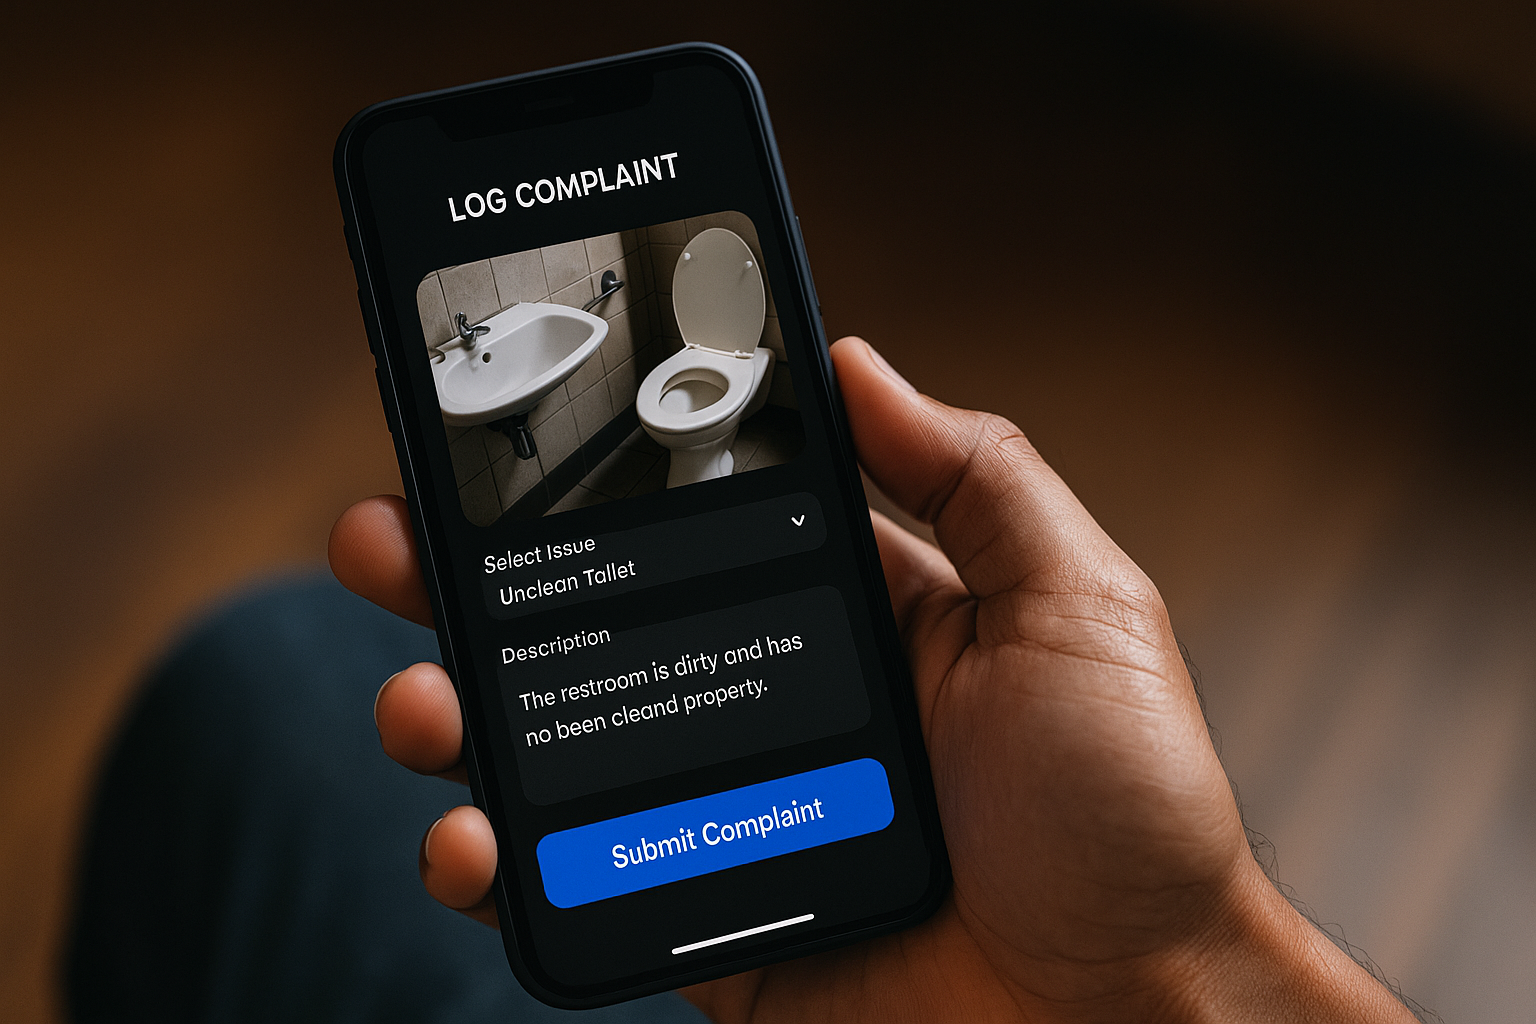 LOG COMPLAINT
Select Issue
Unclean Tallet
Description
The restroom is dirty and has
no been cleand property.
Submit Complaint